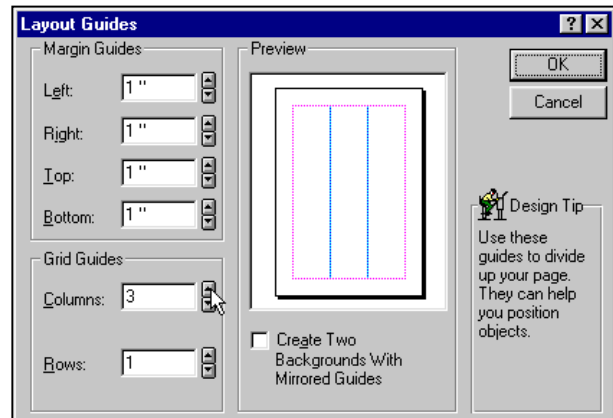 Layout Guides
Margin Guides
Left: 1 "
Right: 1 "
Top: 1 "
Bottom: 1 "
Grid Guides
Columns: 3
Rows: 1
Preview
Create Two
Backgrounds With
Mirrored Guides
OK
Cancel
Design Tip
Use these
guides to divide
up your page.
They can help
you position
objects.